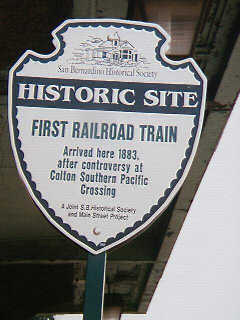 San Bernardino Historical Society
HISTORIC SITE
FIRST RAILROAD TRAIN
Arrived here 1883,
after controversy at
Colton Southern Pacific
Crossing
A Joint S.B. Historical Society
and Main Street Project